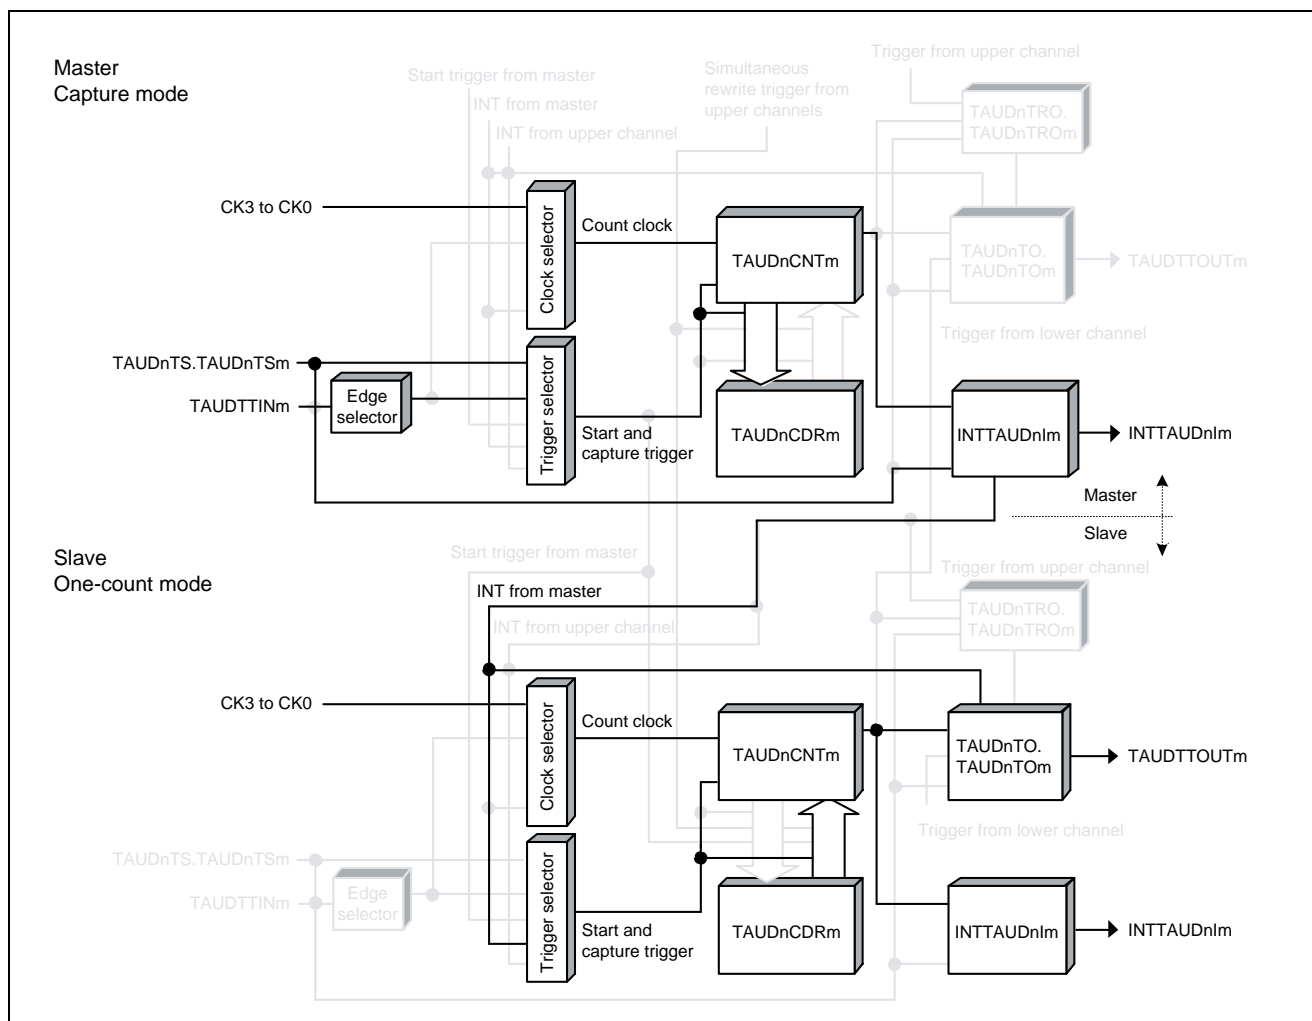 Master
Capture mode
Start trigger from master
INT from master
INT from upper channel
Simultaneous
rewrite trigger from
upper channels
Trigger from upper channel
TAUDnTRO.
TAUDnTROm
CK3 to CK0
Clock selector
Count clock
TAUDnCNTm
TAUDnTO.
TAUDnTOm
TAUDTTOUTm
Trigger from lower channel
TAUDnTS.TAUDnTSm
TAUDTTINm
Edge
selector
Trigger selector
Start and
capture trigger
TAUDnCDRm
INTTAUDnIm
INTTAUDnIm
Master
Slave
Slave
One-count mode
Start trigger from master
INT from master
INT from upper channel
Trigger from upper channel
TAUDnTRO.
TAUDnTROm
CK3 to CK0
Clock selector
Count clock
TAUDnCNTm
TAUDnTO.
TAUDnTOm
TAUDTTOUTm
Trigger from lower channel
TAUDnTS.TAUDnTSm
TAUDTTINm
Edge
selector
Trigger selector
Start and
capture trigger
TAUDnCDRm
INTTAUDnIm
INTTAUDnIm